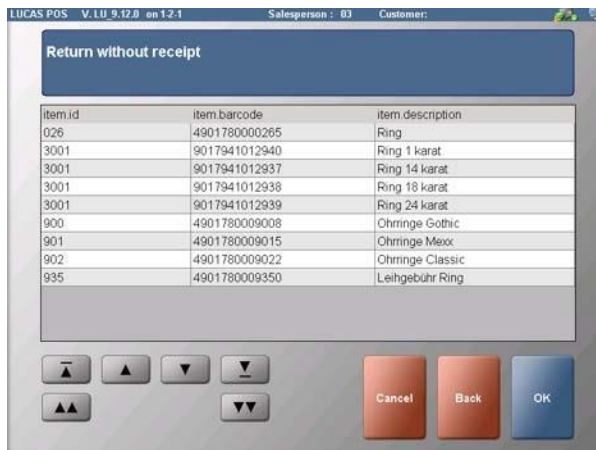 LUCAS POS V. LU_9.12.0 on 1-2-1 Salesperson : 03 Customer:
Return without receipt
item.id item.barcode item.description
026 4901780000265 Ring
3001 9017941012940 Ring 1 karat
3001 9017941012937 Ring 14 karat
3001 9017941012938 Ring 18 karat
3001 9017941012939 Ring 24 karat
900 4901780009008 Ohrringe Gothic
901 4901780009015 Ohrringe Mexx
902 4901780009022 Ohrringe Classic
935 4901780009350 Leihgebühr Ring
Cancel Back OK